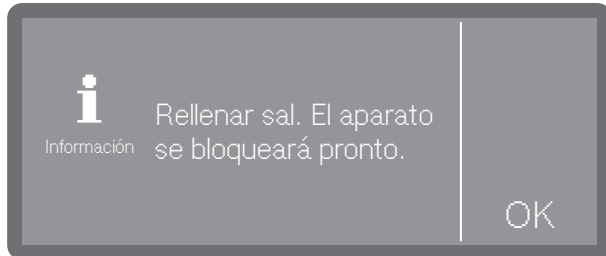 Rellenar sal. El aparato
se bloqueará pronto.
Información
OK